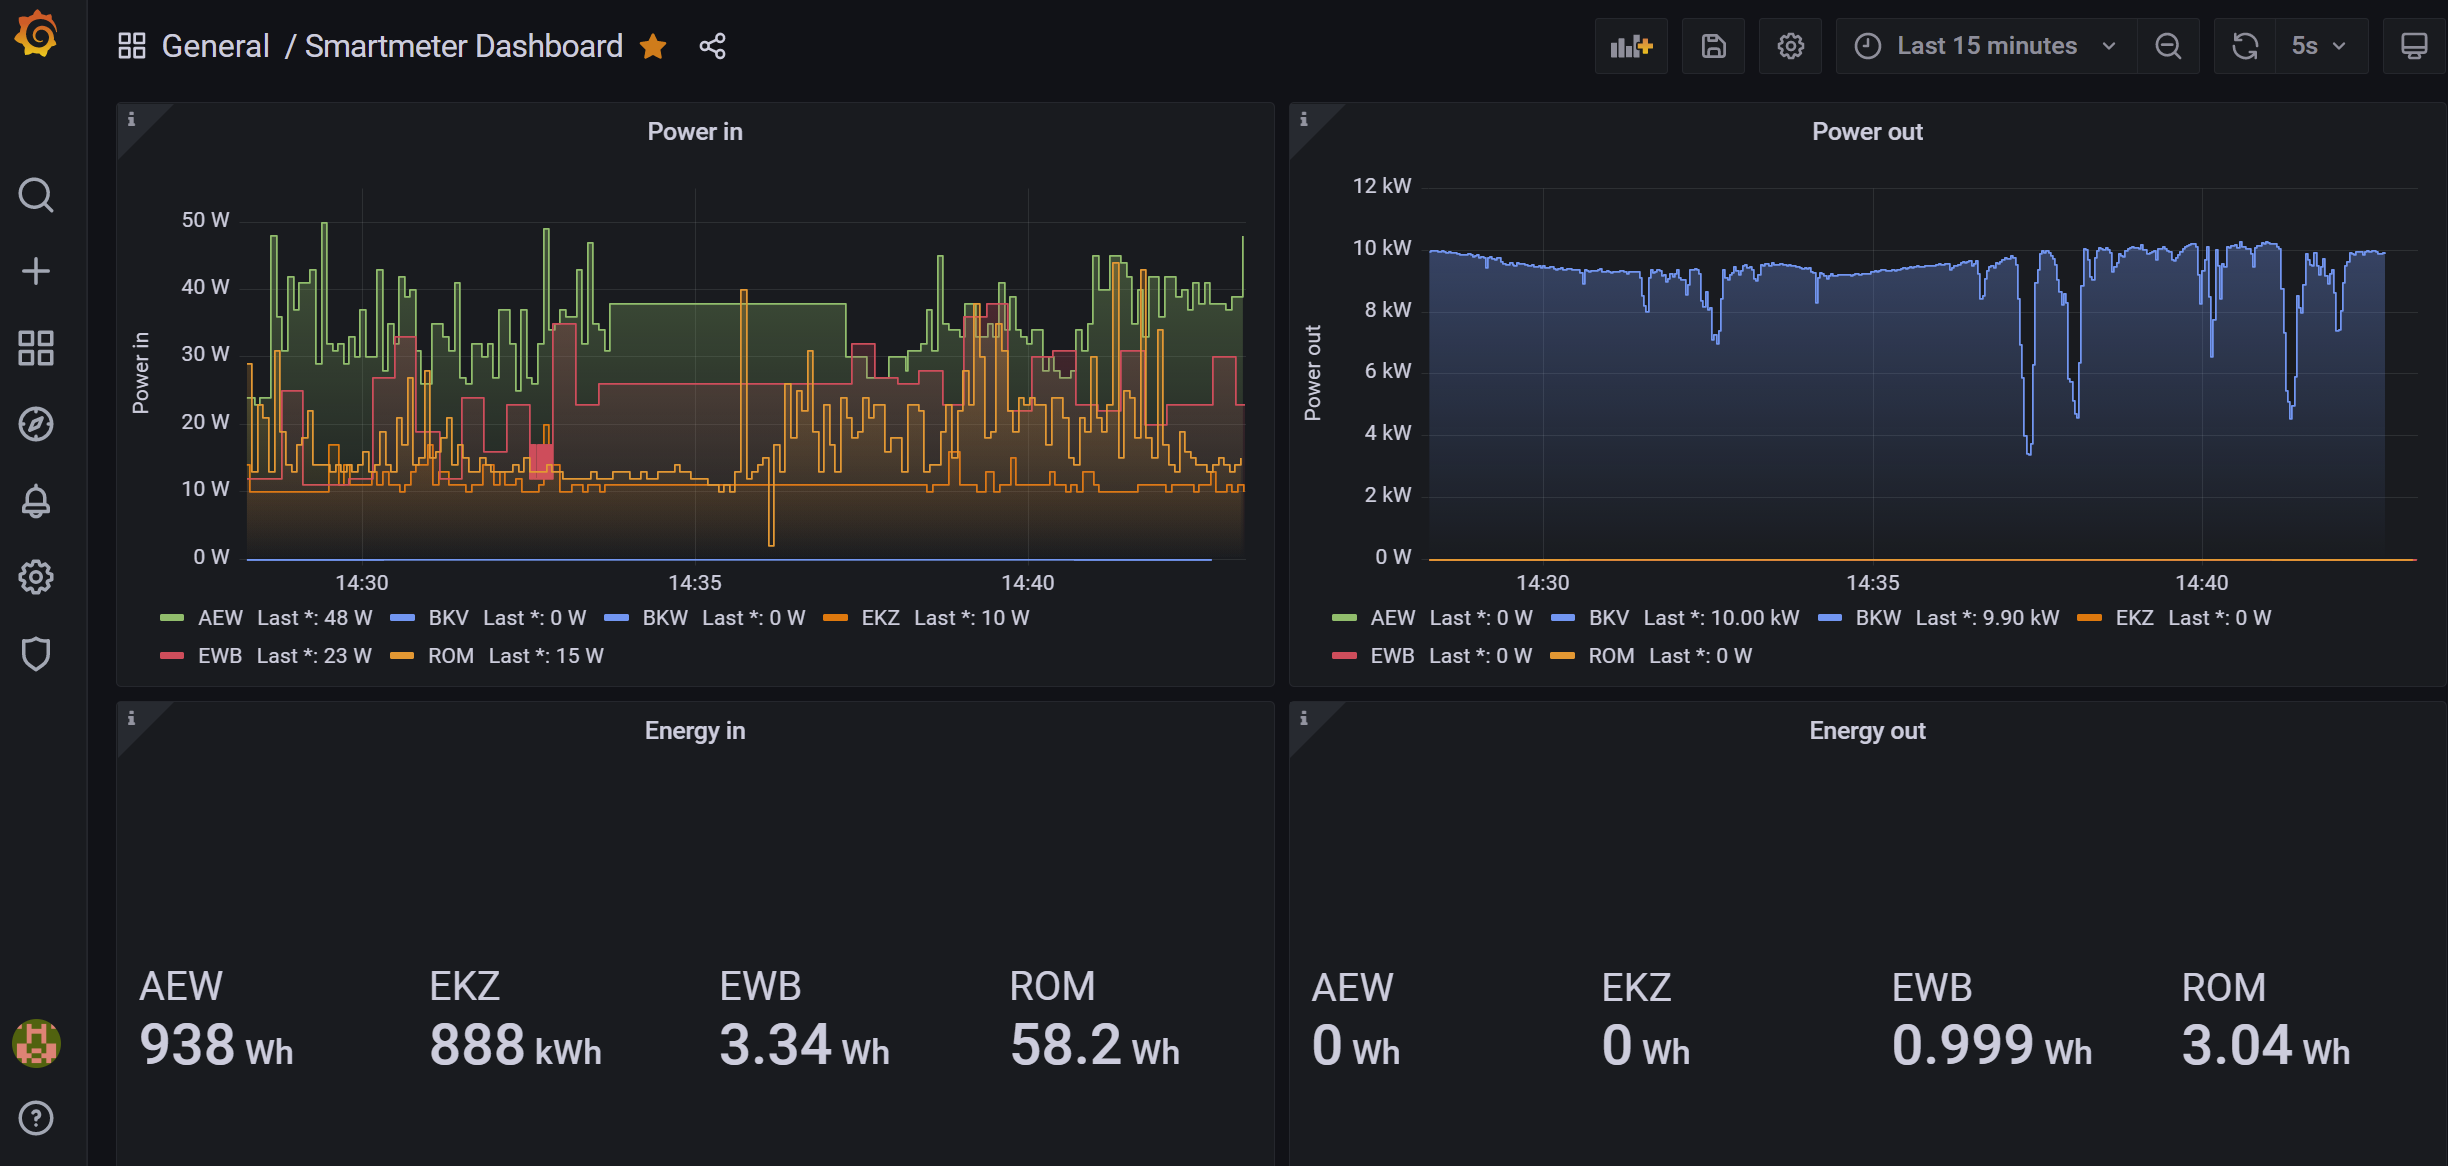 General / Smartmeter Dashboard
Last 15 minutes
5s
Power in
Power in
50 W
40 W
30 W
20 W
10 W
0 W
14:30 14:35 14:40
AEW Last *: 48 W BKV Last *: 0 W BKW Last *: 0 W EKZ Last *: 10 W
EWB Last *: 23 W ROM Last *: 15 W
Power out
Power out
12 kW
10 kW
8 kW
6 kW
4 kW
2 kW
0 W
14:30 14:35 14:40
AEW Last *: 0 W BKV Last *: 10.00 kW BKW Last *: 9.90 kW EKZ Last *: 0 W
EWB Last *: 0 W ROM Last *: 0 W
Energy in
AEW EKZ EWB ROM
938 Wh 888 kWh 3.34 Wh 58.2 Wh
Energy out
AEW EKZ EWB ROM
0 Wh 0 Wh 0.999 Wh 3.04 Wh